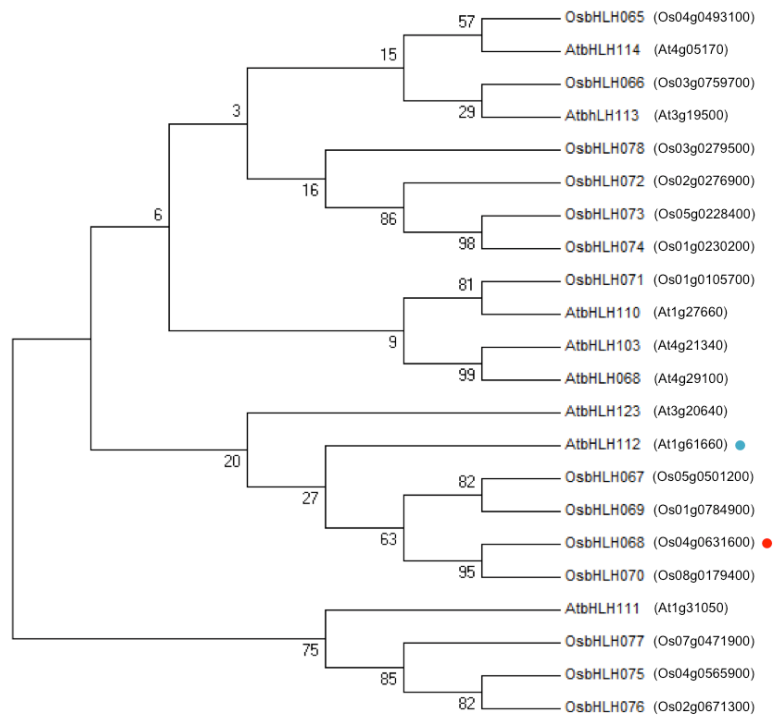 57
OsbHLH065 (Os04g0493100)
15
AtbHLH114 (At4g05170)
OsbHLH066 (Os03g0759700)
3
29
AtbhLH113 (At3g19500)
OsbHLH078 (Os03g0279500)
16
OsbHLH072 (Os02g0276900)
6
86
OsbHLH073 (Os05g0228400)
98
OsbHLH074 (Os01g0230200)
81
OsbHLH071 (Os01g0105700)
AtbHLH110 (At1g27660)
9
AtbHLH103 (At4g21340)
99
AtbHLH068 (At4g29100)
AtbHLH123 (At3g20640)
20
AtbHLH112 (At1g61660)
27
82
OsbHLH067 (Os05g0501200)
OsbHLH069 (Os01g0784900)
63
OsbHLH068 (Os04g0631600)
95
OsbHLH070 (Os08g0179400)
AtbHLH111 (At1g31050)
75
OsbHLH077 (Os07g0471900)
85
OsbHLH075 (Os04g0565900)
82
OsbHLH076 (Os02g0671300)